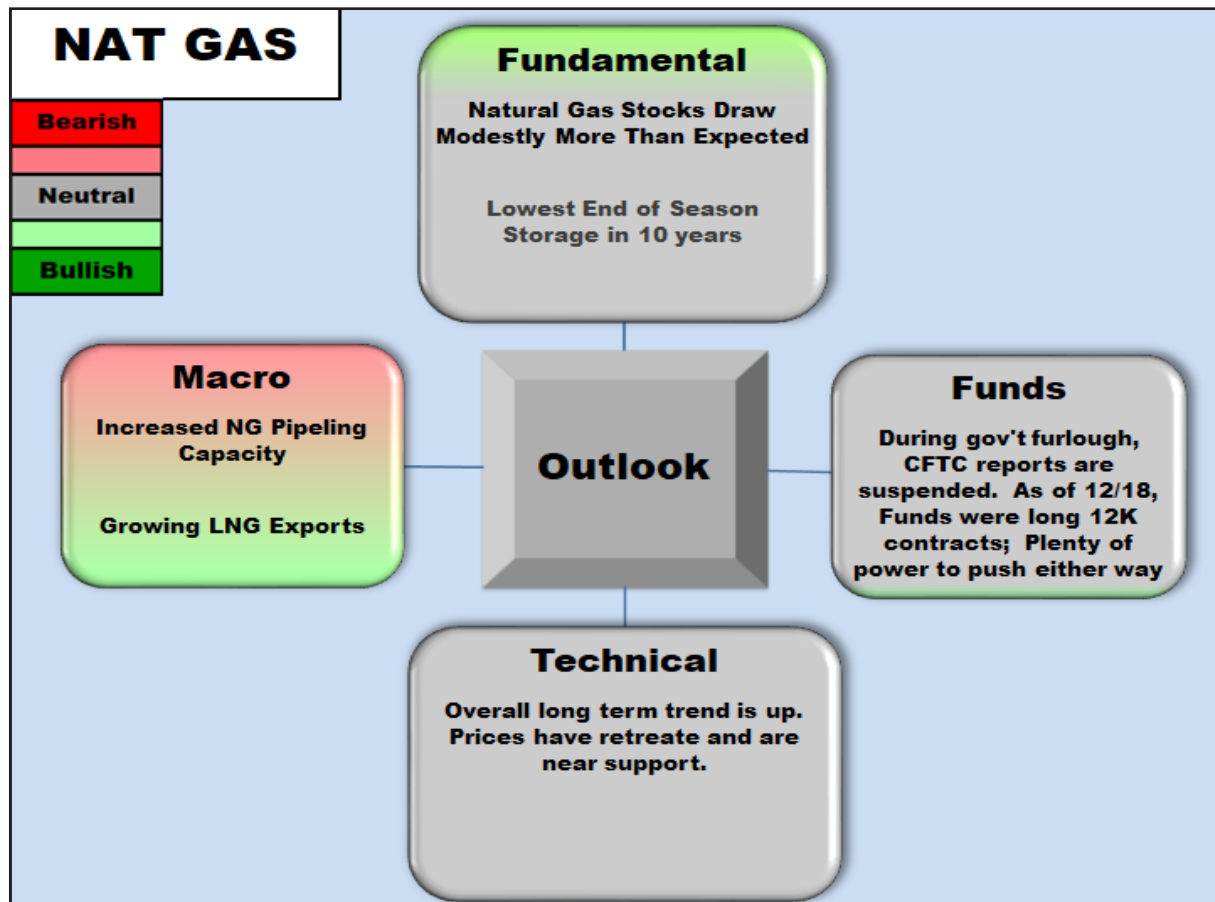 NAT GAS
Bearish
Neutral
Bullish
Fundamental
Natural Gas Stocks Draw
Modestly More Than Expected
Lowest End of Season
Storage in 10 years
Macro
Increased NG Pipeling
Capacity
Growing LNG Exports
Outlook
Funds
During gov't furlough,
CFTC reports are
suspended. As of 12/18,
Funds were long 12K
contracts; Plenty of
power to push either way
Technical
Overall long term trend is up.
Prices have retreate and are
near support.